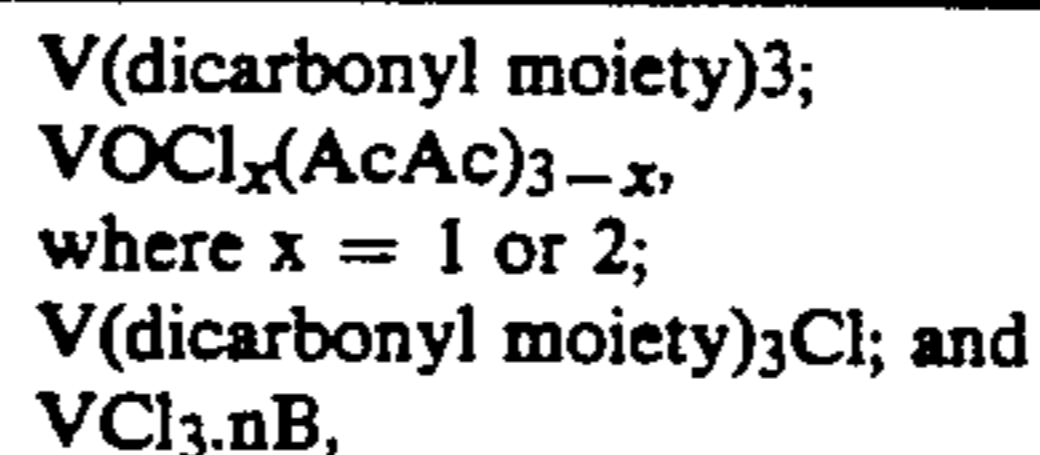 V(dicarbonyl moiety)3;
VOClₓ(AcAc)₃₋ₓ,
where x = 1 or 2;
V(dicarbonyl moiety)₃Cl; and
VCl₃.nB,